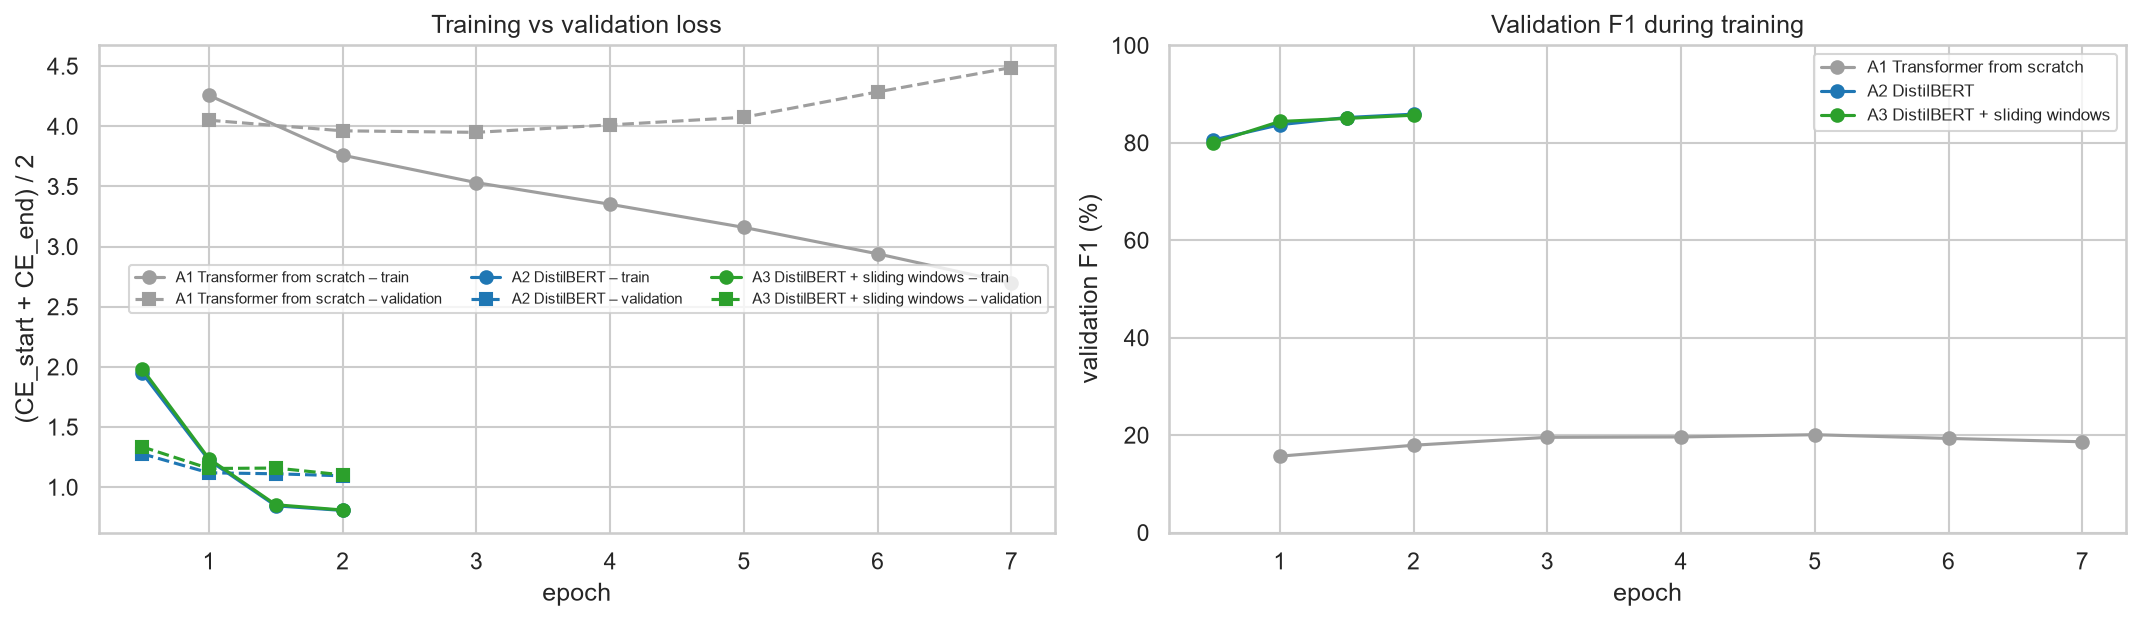 Training vs validation loss
(CE_start + CE_end) / 2
4.5
4.0
3.5
3.0
2.5
2.0
1.5
1.0
A1 Transformer from scratch – train
A1 Transformer from scratch – validation
A2 DistilBERT – train
A2 DistilBERT – validation
A3 DistilBERT + sliding windows – train
A3 DistilBERT + sliding windows – validation
1 2 3 4 5 6 7
epoch
Validation F1 during training
validation F1 (%)
100
80
60
40
20
0
A1 Transformer from scratch
A2 DistilBERT
A3 DistilBERT + sliding windows
1 2 3 4 5 6 7
epoch